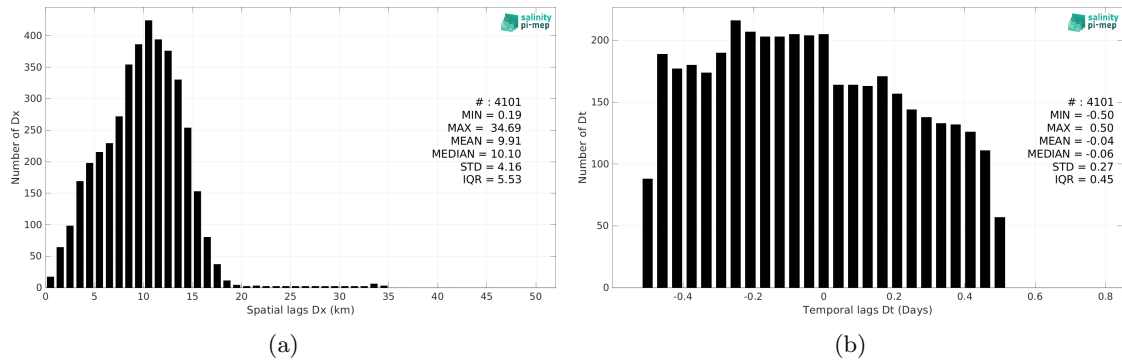 salinity
pi-mep
400
350
300
250
200
150
100
50
0
Number of Dx
# : 4101
MIN = 0.19
MAX = 34.69
MEAN = 9.91
MEDIAN = 10.10
STD = 4.16
IQR = 5.53
0 5 10 15 20 25 30 35 40 45 50
Spatial lags Dx (km)
(a)
salinity
pi-mep
200
150
100
50
0
Number of Dt
# : 4101
MIN = -0.50
MAX = 0.50
MEAN = -0.04
MEDIAN = -0.06
STD = 0.27
IQR = 0.45
-0.4 -0.2 0 0.2 0.4 0.6 0.8
Temporal lags Dt (Days)
(b)